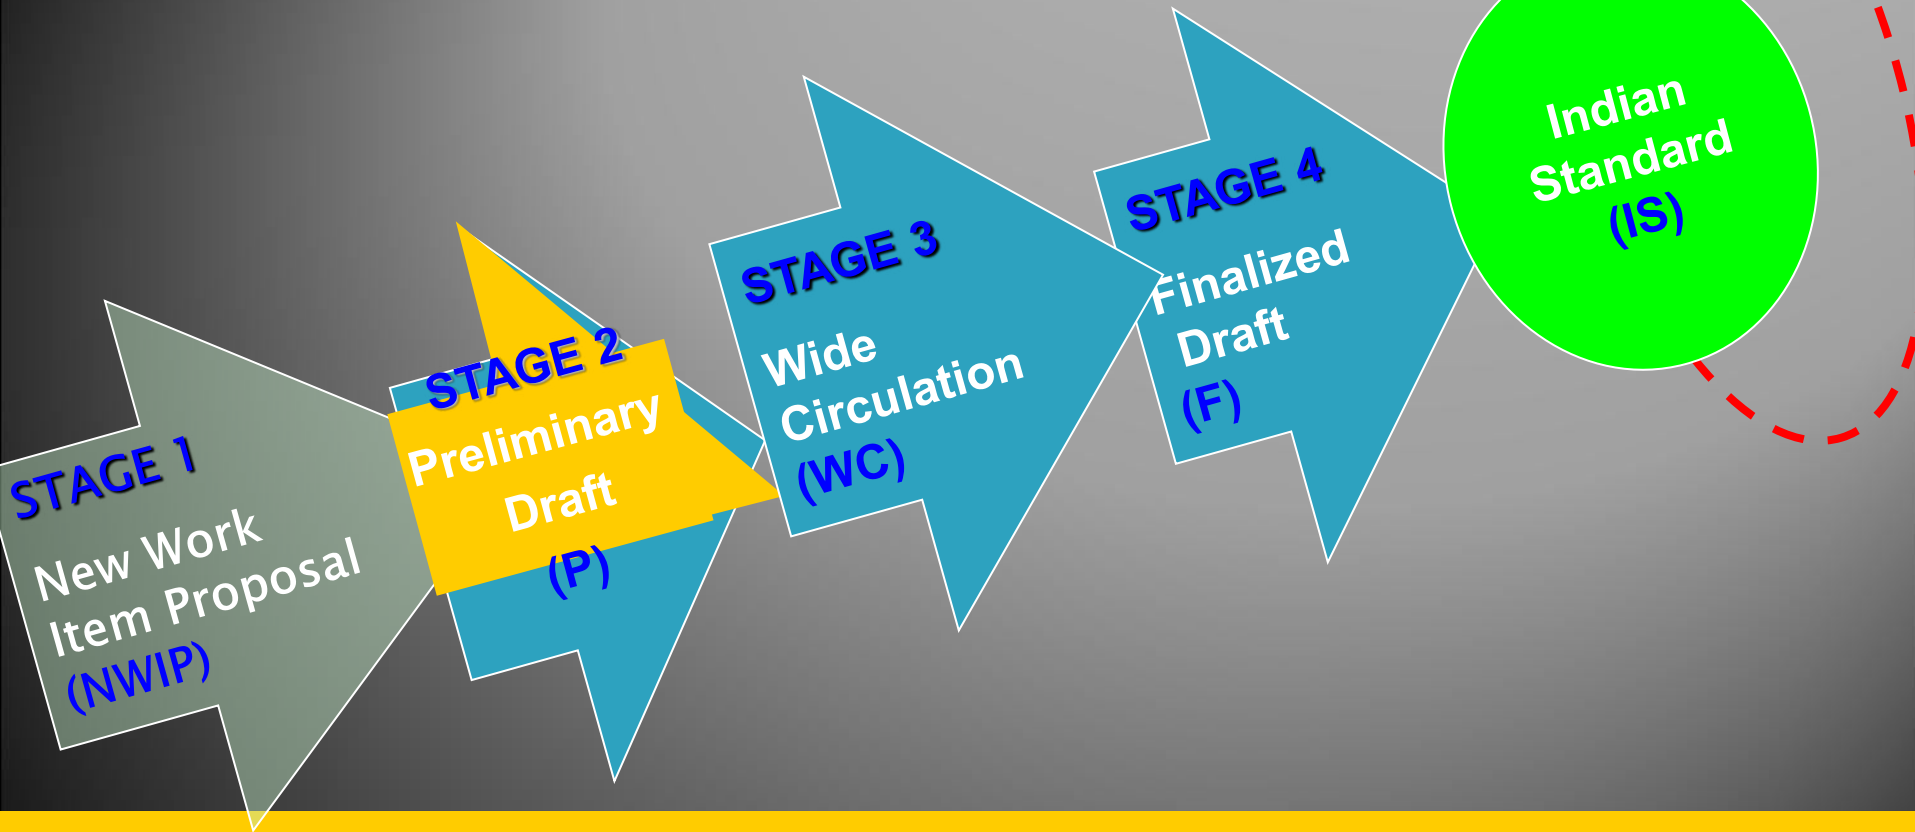 STAGE 1
New Work
Item Proposal
(NWIP)
STAGE 2
Preliminary
Draft
(P)
STAGE 3
Wide
Circulation
(WC)
STAGE 4
Finalized
Draft
(F)
Indian
Standard
(IS)